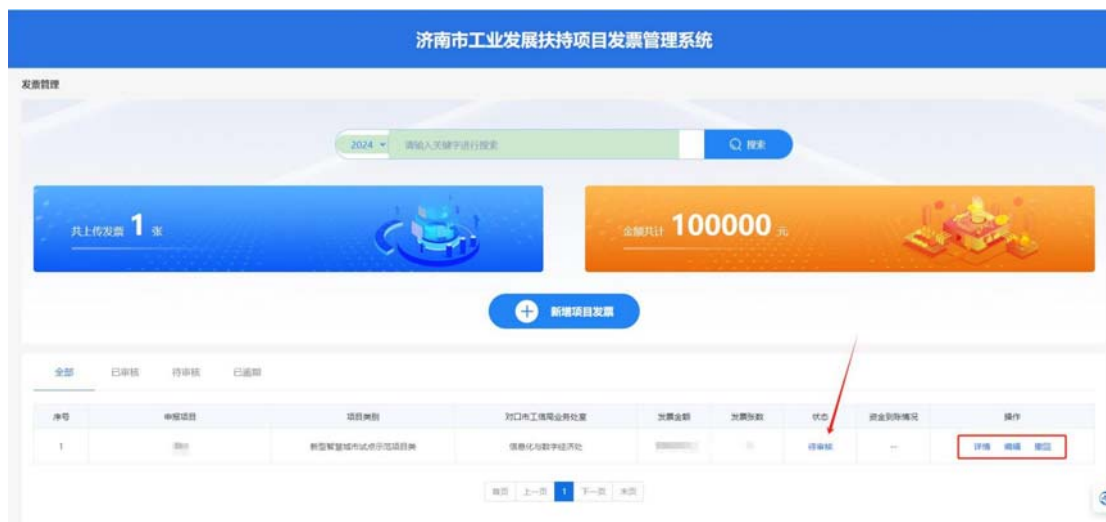 济南市工业发展扶持项目发票管理系统
发票管理
2024 请输入关键字进行搜索 搜索
共上传发票 1 张 金额共计 100000 元
新增项目发票
全部 已审核 待审核 已逾期
序号 申报项目 项目类别 对口市工信局业务处室 发票金额 发票张数 状态 资金到账情况 操作
1 新型智慧城市试点示范项目类 信息化与数字经济处 待审核 -- 详情 编辑 撤回
首页 上一页 1 下一页 末页